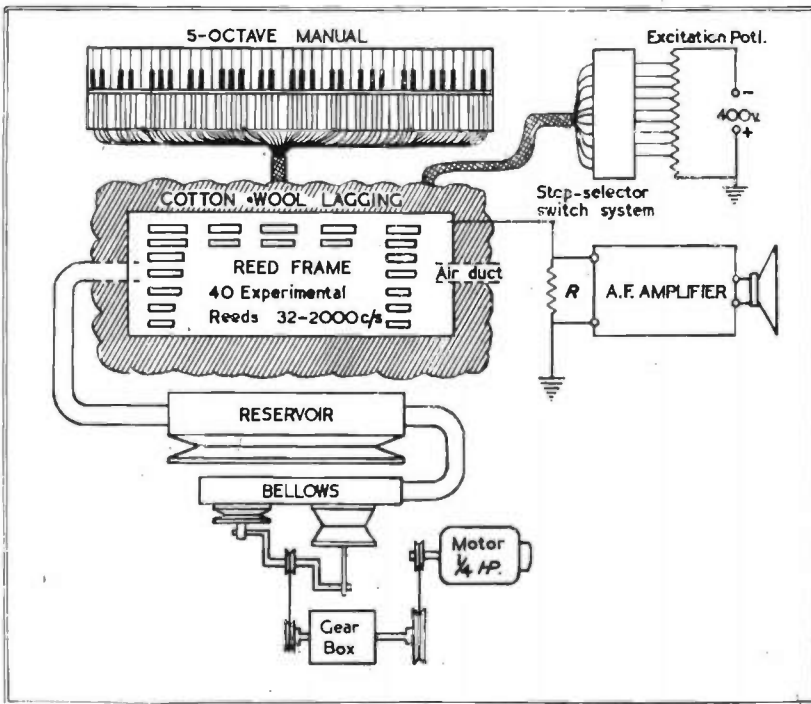 5-OCTAVE MANUAL
Excitation Potl.
-
400v.
+
Stop-selector
switch system
COTTON WOOL LAGGING
REED FRAME
40 Experimental
Reeds 32-2000c/s
Air duct
R
A.F. AMPLIFIER
RESERVOIR
BELLOWS
Motor
¼ HP.
Gear
Box